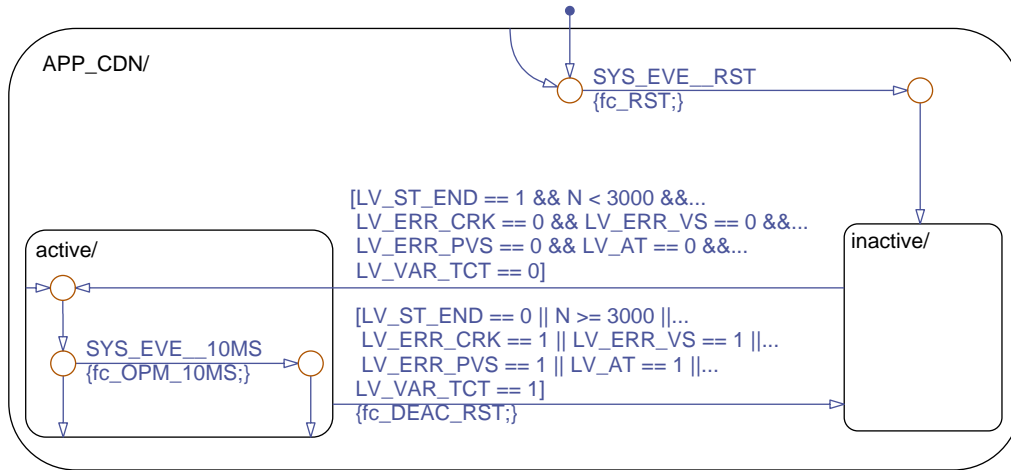 APP_CDN/
SYS_EVE__RST
{fc_RST;}
[LV_ST_END == 1 && N < 3000 &&...
LV_ERR_CRK == 0 && LV_ERR_VS == 0 &&...
LV_ERR_PVS == 0 && LV_AT == 0 &&...
LV_VAR_TCT == 0]
active/
inactive/
[LV_ST_END == 0 || N >= 3000 ||...
LV_ERR_CRK == 1 || LV_ERR_VS == 1 ||...
LV_ERR_PVS == 1 || LV_AT == 1 ||...
LV_VAR_TCT == 1]
{fc_DEAC_RST;}
SYS_EVE__10MS
{fc_OPM_10MS;}